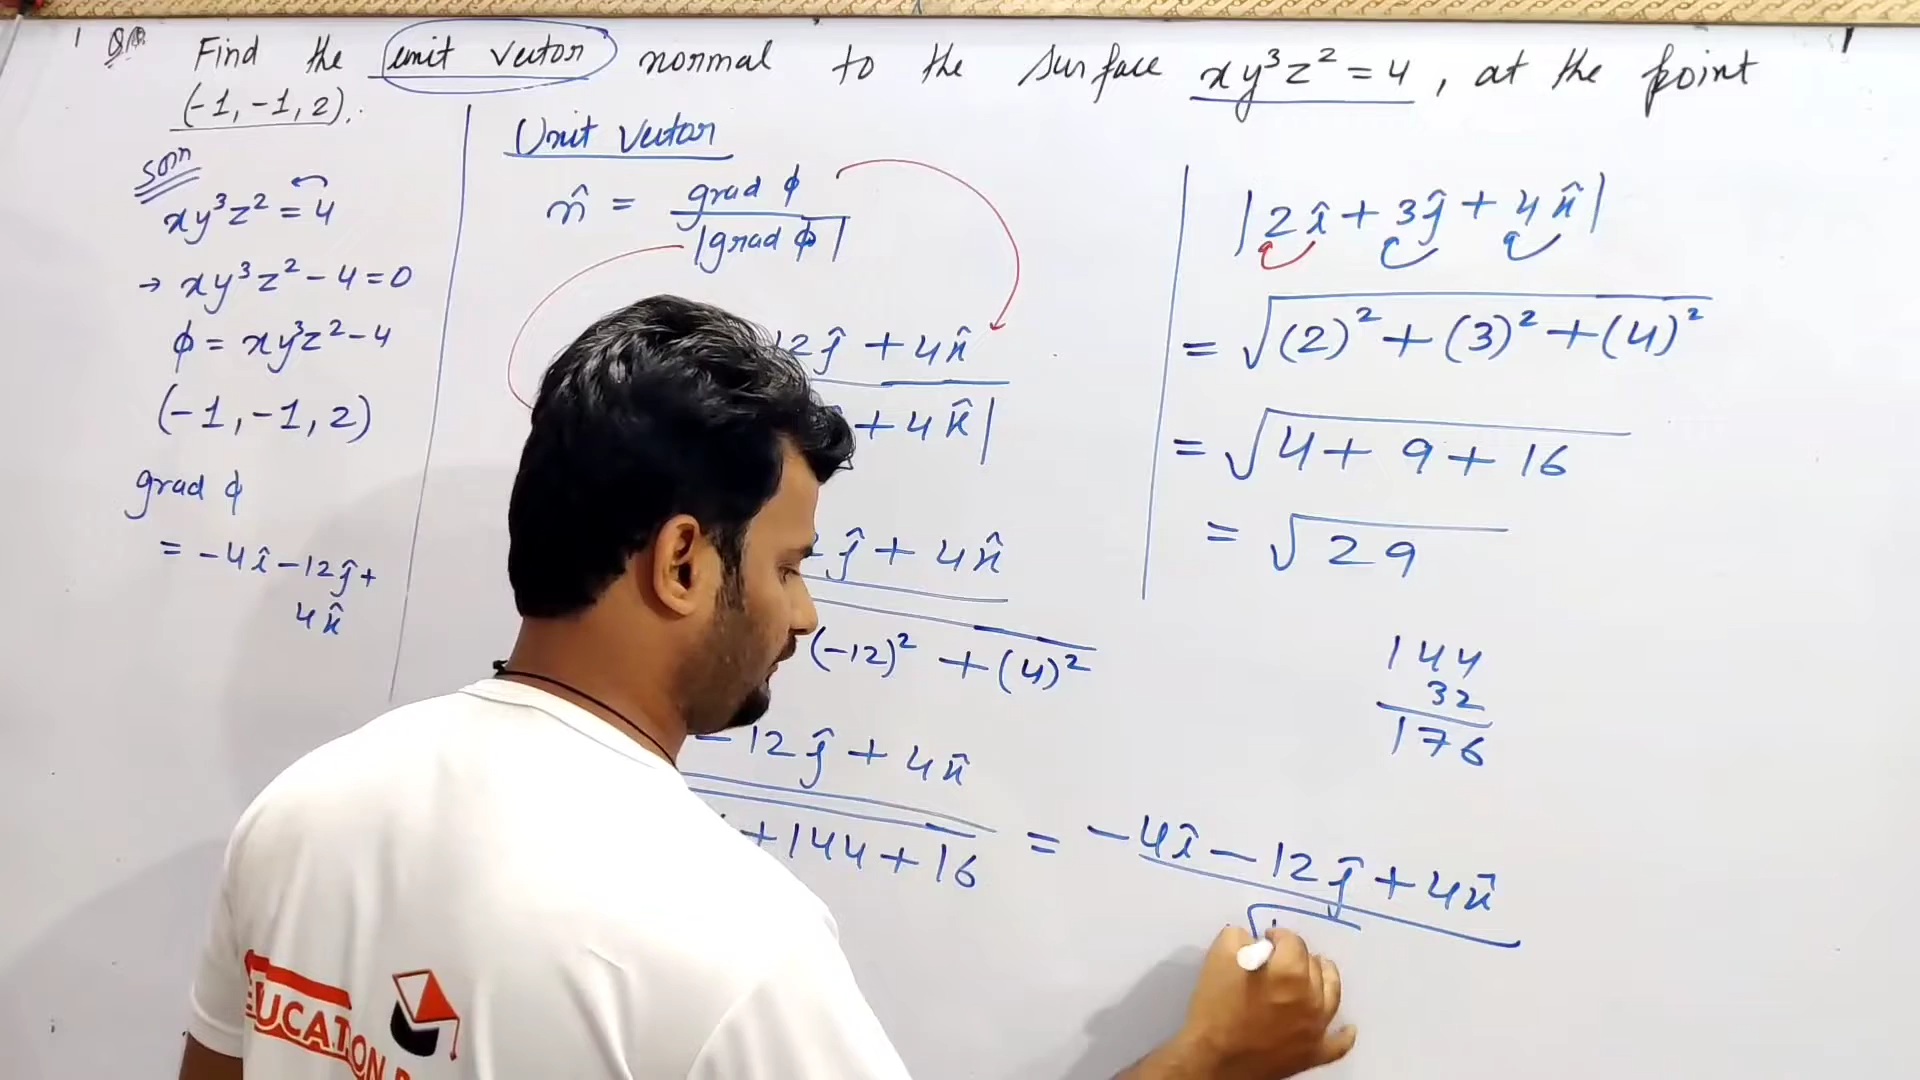 Find the unit vector normal to the surface xy³z² = 4, at the point
(-1, -1, 2).
Soln
xy³z² = 4
→ xy³z² - 4 = 0
ϕ = xy³z² - 4
(-1, -1, 2)
grad ϕ
= -4î - 12ĵ +
4k̂
Unit Vector
n̂ = grad ϕ
|grad ϕ|
12ĵ + 4k̂
+ 4k̂|
ĵ + 4k̂
(-12)² + (4)²
- 12ĵ + 4k̂
+ 144 + 16
= -4î - 12ĵ + 4k̂
√
|2î + 3ĵ + 4k̂|
= √(2)² + (3)² + (4)²
= √4 + 9 + 16
= √29
144
32
176
EDUCATION